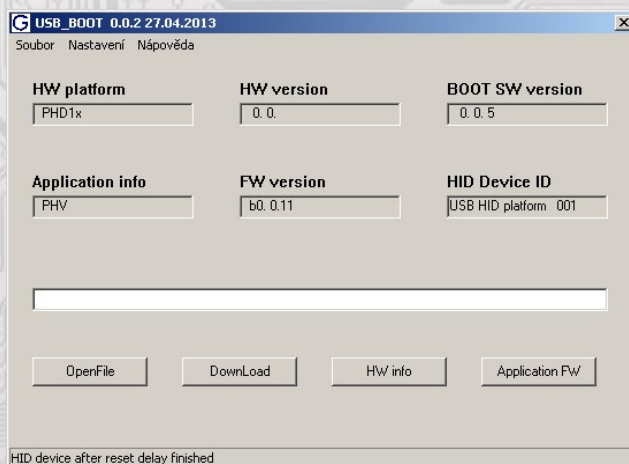 USB_BOOT 0.0.2 27.04.2013
Soubor Nastavení Nápověda
HW platform HW version BOOT SW version
PHD1x 0. 0. 0. 0. 5
Application info FW version HID Device ID
PHV b0. 0.11 USB HID platform 001
OpenFile DownLoad HW info Application FW
HID device after reset delay finished